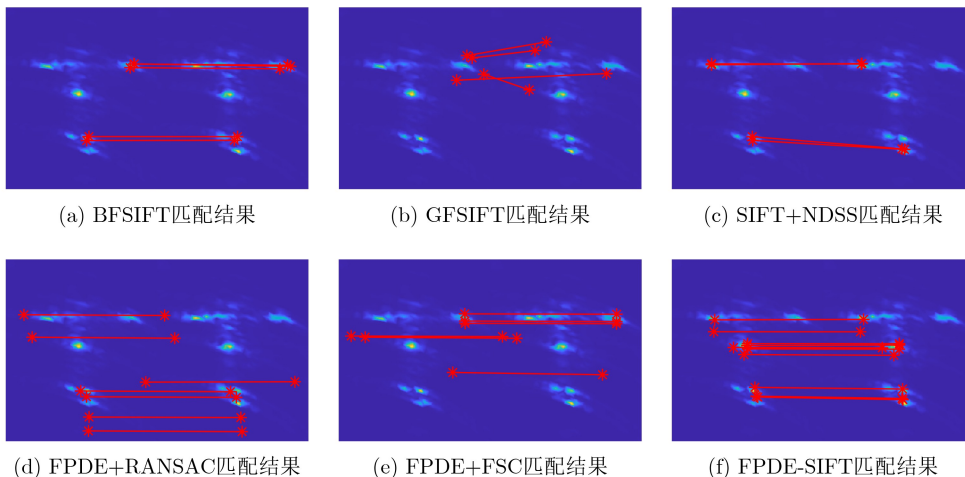 (a) BFSIFT匹配结果
(b) GFSIFT匹配结果
(c) SIFT+NDSS匹配结果
(d) FPDE+RANSAC匹配结果
(e) FPDE+FSC匹配结果
(f) FPDE-SIFT匹配结果